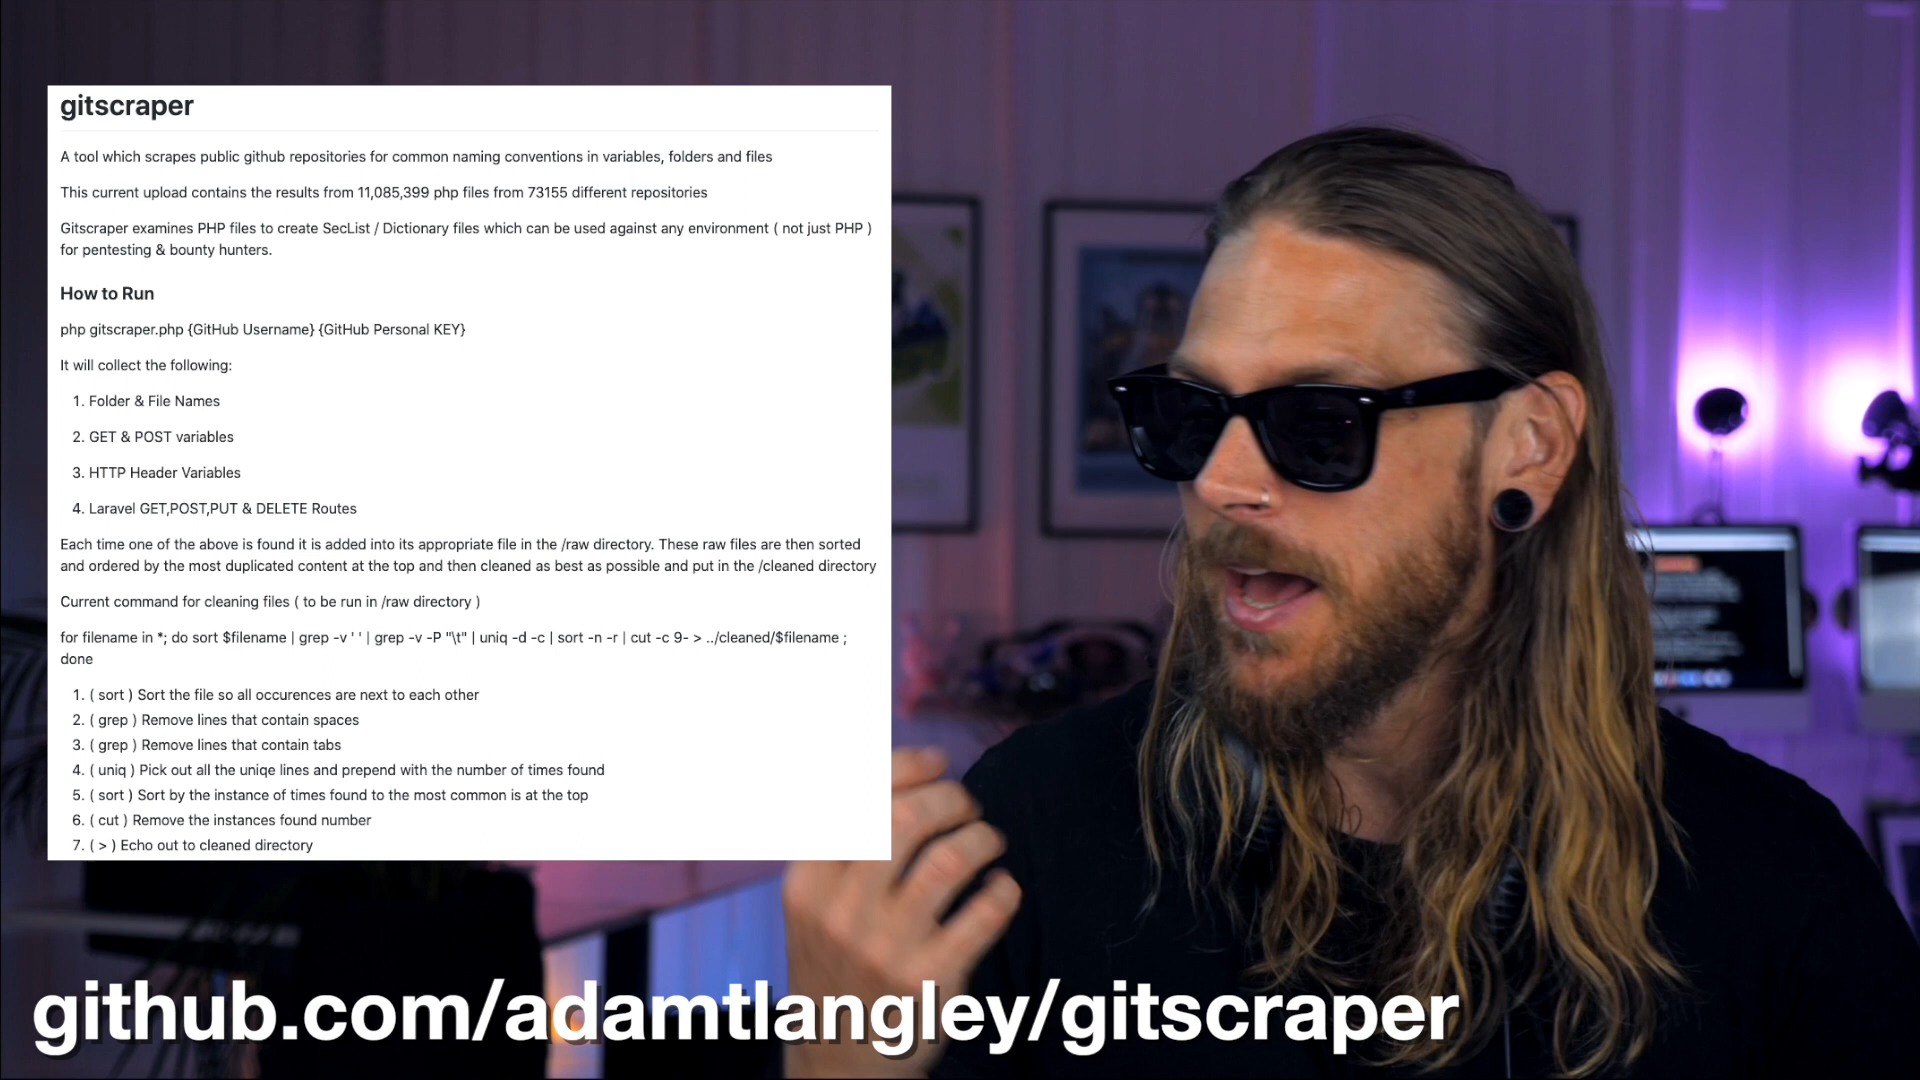 gitscraper
A tool which scrapes public github repositories for common naming conventions in variables, folders and files
This current upload contains the results from 11,085,399 php files from 73155 different repositories
Gitscraper examines PHP files to create SecList / Dictionary files which can be used against any environment ( not just PHP )
for pentesting & bounty hunters.
How to Run
php gitscraper.php {GitHub Username} {GitHub Personal KEY}
It will collect the following:
1. Folder & File Names
2. GET & POST variables
3. HTTP Header Variables
4. Laravel GET,POST,PUT & DELETE Routes
Each time one of the above is found it is added into its appropriate file in the /raw directory. These raw files are then sorted
and ordered by the most duplicated content at the top and then cleaned as best as possible and put in the /cleaned directory
Current command for cleaning files ( to be run in /raw directory )
for filename in *; do sort $filename | grep -v ' ' | grep -v -P "\t" | uniq -d -c | sort -n -r | cut -c 9- > ../cleaned/$filename ;
done
1. ( sort ) Sort the file so all occurences are next to each other
2. ( grep ) Remove lines that contain spaces
3. ( grep ) Remove lines that contain tabs
4. ( uniq ) Pick out all the uniqe lines and prepend with the number of times found
5. ( sort ) Sort by the instance of times found to the most common is at the top
6. ( cut ) Remove the instances found number
7. ( > ) Echo out to cleaned directory
github.com/adamtlangley/gitscraper